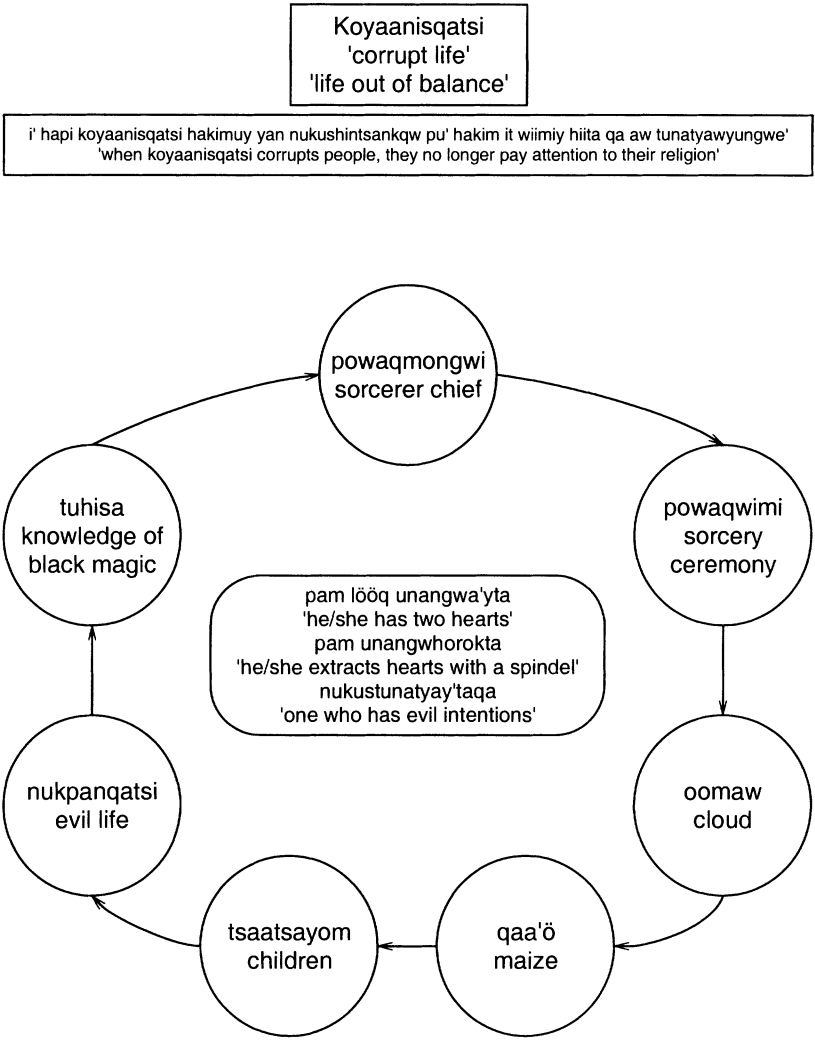 Koyaanisqatsi
'corrupt life'
'life out of balance'
i' hapi koyaanisqatsi hakimuy yan nukushintsankqw pu' hakim it wiimiy hiita qa aw tunatyawyungwe'
'when koyaanisqatsi corrupts people, they no longer pay attention to their religion'
powaqmongwi
sorcerer chief
powaqwimi
sorcery
ceremony
oomaw
cloud
qaa'ö
maize
tsaatsayom
children
nukpanqatsi
evil life
tuhisa
knowledge of
black magic
pam lööq unangwa'yta
'he/she has two hearts'
pam unangwhorokta
'he/she extracts hearts with a spindel'
nukustunatyay'taqa
'one who has evil intentions'